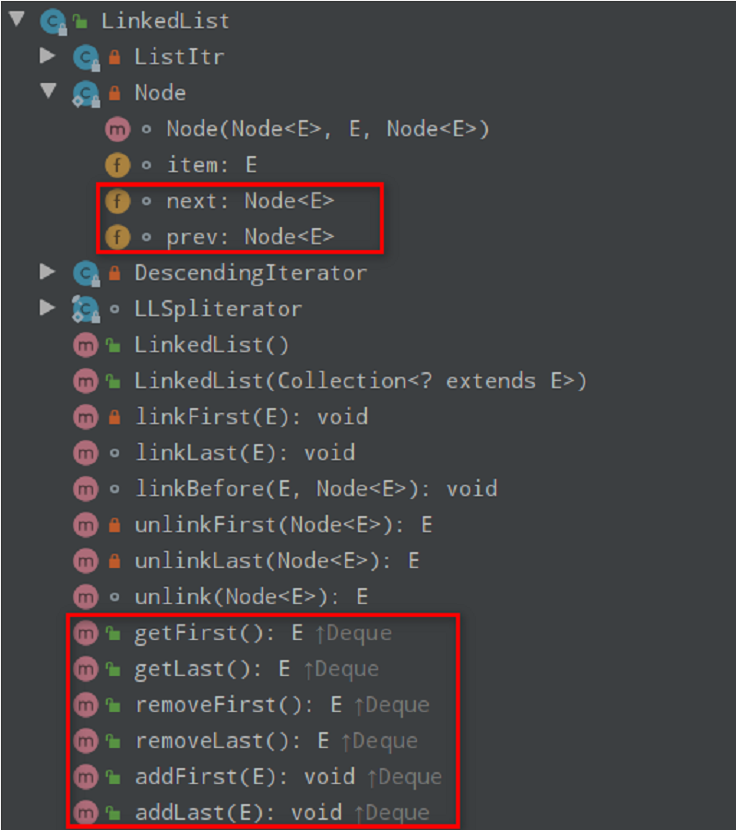 LinkedList
ListItr
Node
m Node(Node<E>, E, Node<E>)
f item: E
f next: Node<E>
f prev: Node<E>
DescendingIterator
LLSpliterator
m LinkedList()
m LinkedList(Collection<? extends E>)
m linkFirst(E): void
m linkLast(E): void
m linkBefore(E, Node<E>): void
m unlinkFirst(Node<E>): E
m unlinkLast(Node<E>): E
m unlink(Node<E>): E
m getFirst(): E ↑Deque
m getLast(): E ↑Deque
m removeFirst(): E ↑Deque
m removeLast(): E ↑Deque
m addFirst(E): void ↑Deque
m addLast(E): void ↑Deque